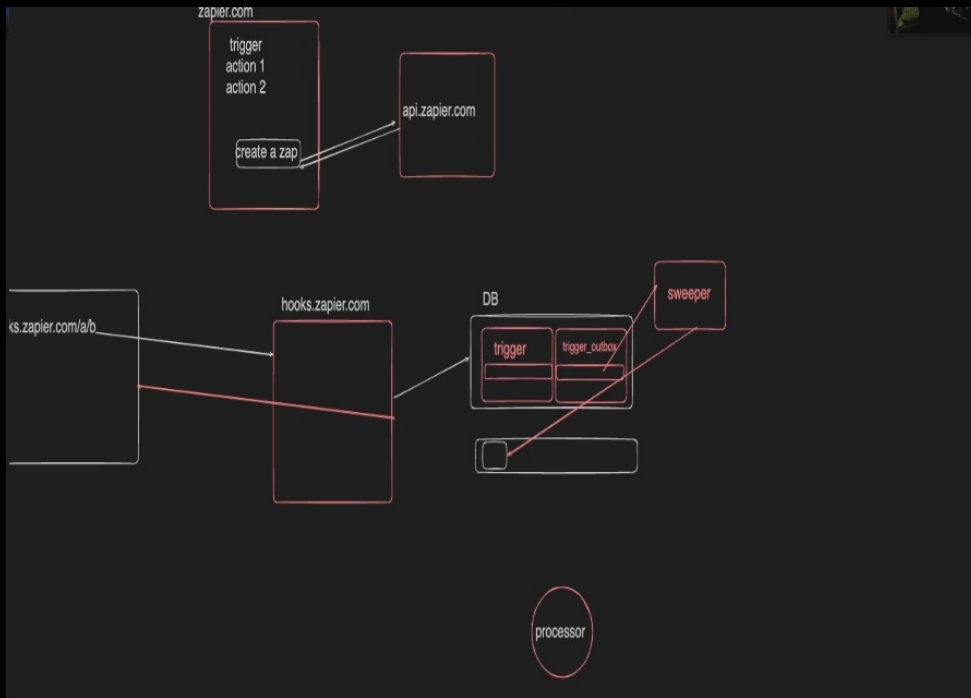 zapier.com
trigger
action 1
action 2
create a zap
api.zapier.com
ks.zapier.com/a/b
hooks.zapier.com
DB
trigger
trigger_outbox
sweeper
processor